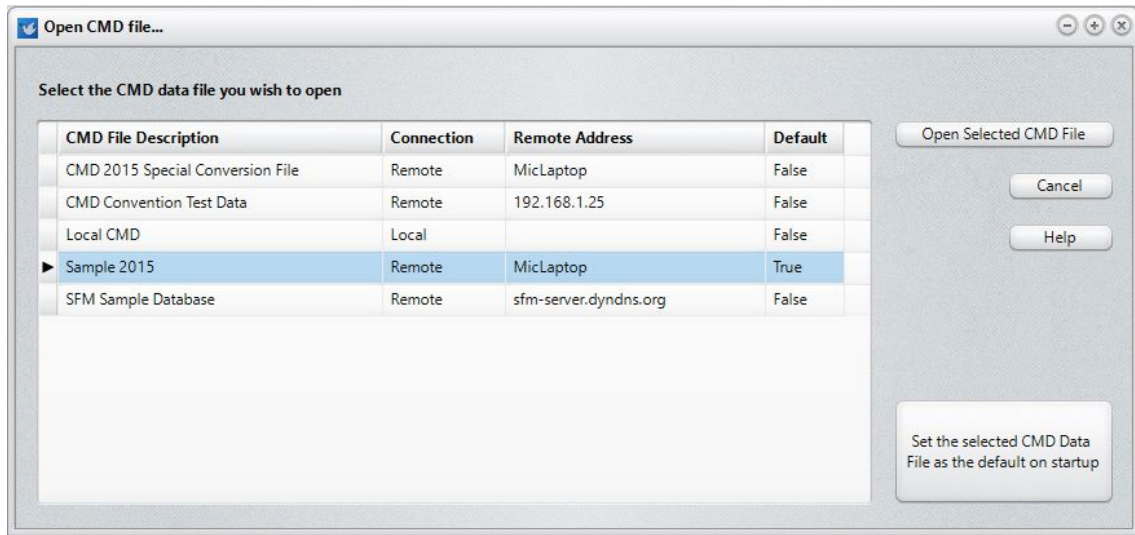 Open CMD file...
Select the CMD data file you wish to open
CMD File Description Connection Remote Address Default
CMD 2015 Special Conversion File Remote MicLaptop False
CMD Convention Test Data Remote 192.168.1.25 False
Local CMD Local False
Sample 2015 Remote MicLaptop True
SFM Sample Database Remote sfm-server.dyndns.org False
Open Selected CMD File
Cancel
Help
Set the selected CMD Data
File as the default on startup